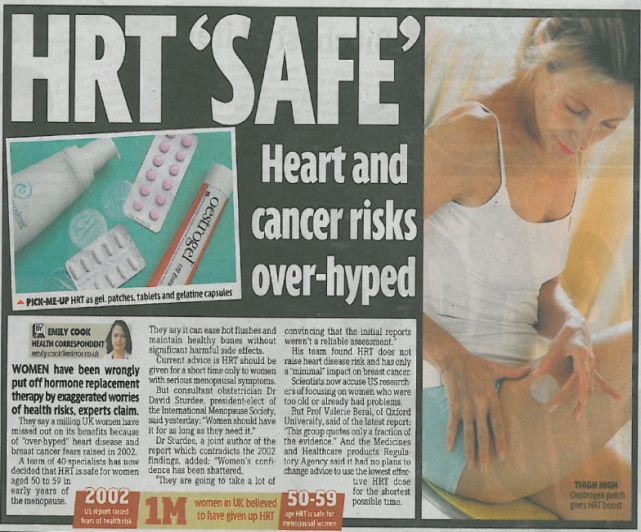 HRT 'SAFE'
Heart and
cancer risks
over-hyped
oestrogel
PICK-ME-UP HRT as gel, patches, tablets and gelatine capsules
BY EMILY COOK
HEALTH CORRESPONDENT
emily.cook@mirror.co.uk
WOMEN have been wrongly
put off hormone replacement
therapy by exaggerated worries
of health risks, experts claim.
They say a million UK women have
missed out on its benefits because
of "over-hyped" heart disease and
breast cancer fears raised in 2002.
A team of 40 specialists has now
decided that HRT is safe for women
aged 50 to 59 in
early years of
the menopause.
They say it can ease hot flushes and
maintain healthy bones without
significant harmful side effects.
Current advice is HRT should be
given for a short time only to women
with serious menopausal symptoms.
But consultant obstetrician Dr
David Sturdee, president-elect of
the International Menopause Society,
said yesterday: "Women should have
it for as long as they need it."
Dr Sturdee, a joint author of the
report which contradicts the 2002
findings, added: "Women's confi-
dence has been shattered.
"They are going to take a lot of
convincing that the initial reports
weren't a reliable assessment."
His team found HRT does not
raise heart disease risk and has only
a "minimal" impact on breast cancer.
Scientists now accuse US research-
ers of focusing on women who were
too old or already had problems.
But Prof Valerie Beral, of Oxford
University, said of the latest report:
"This group quotes only a fraction of
the evidence." And the Medicines
and Healthcare products Regula-
tory Agency said it had no plans to
change advice to use the lowest effec-
tive HRT dose
for the shortest
possible time.
2002
US report raised
fears of health risk
1M
women in UK believed
to have given up HRT
50-59
age HRT is safe for
menopausal women
THIGH HIGH
Oestrogen patch
gives HRT boost